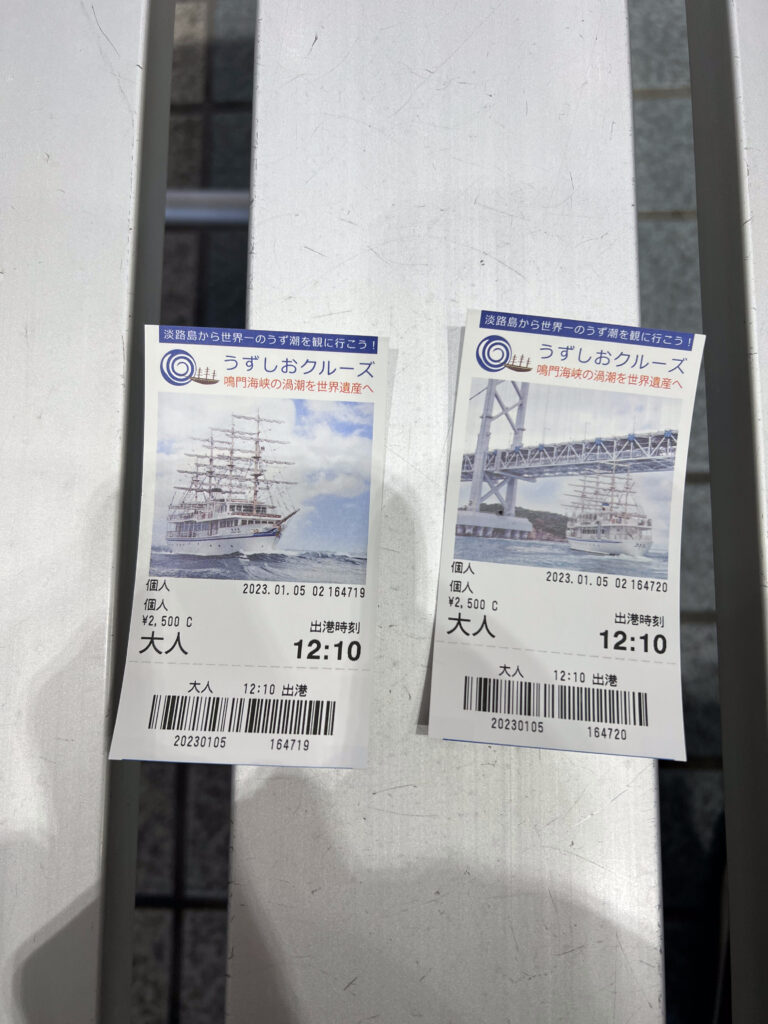 淡路島から世界一のうず潮を観に行こう！
うずしおクルーズ
鳴門海峡の渦潮を世界遺産へ
個人 2023.01.05 02 164719
個人
¥2,500 C 出港時刻
大人 12:10
大人 12:10 出港
20230105 164719
淡路島から世界一のうず潮を観に行こう！
うずしおクルーズ
鳴門海峡の渦潮を世界遺産へ
個人 2023.01.05 02 164720
個人
¥2,500 C 出港時刻
大人 12:10
大人 12:10 出港
20230105 164720